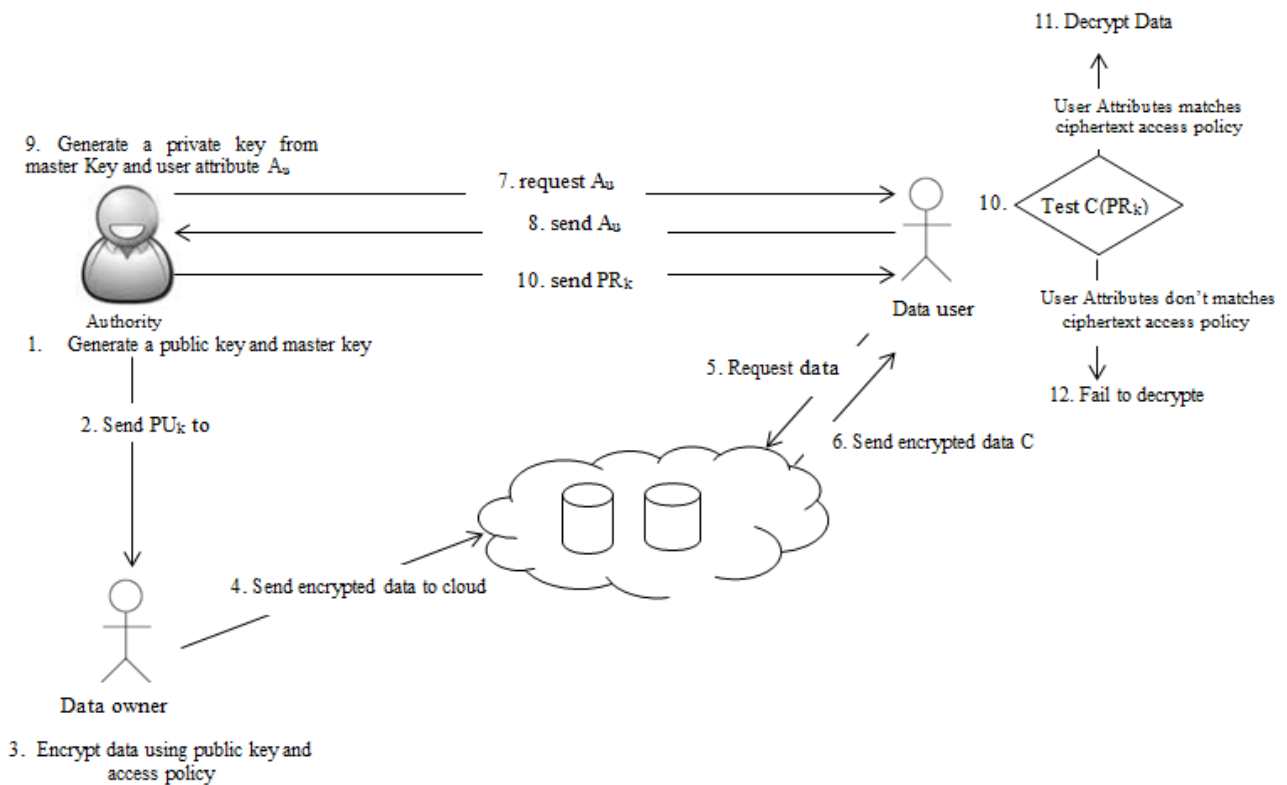 11. Decrypt Data
User Attributes matches
ciphertext access policy
9. Generate a private key from
master Key and user attribute Au
7. request Au
8. send Au
10. send PRk
10.
Test C(PRk)
Authority
Data user
User Attributes don't matches
ciphertext access policy
1. Generate a public key and master key
5. Request data
12. Fail to decrypte
2. Send PUk to
6. Send encrypted data C
4. Send encrypted data to cloud
Data owner
3. Encrypt data using public key and
access policy